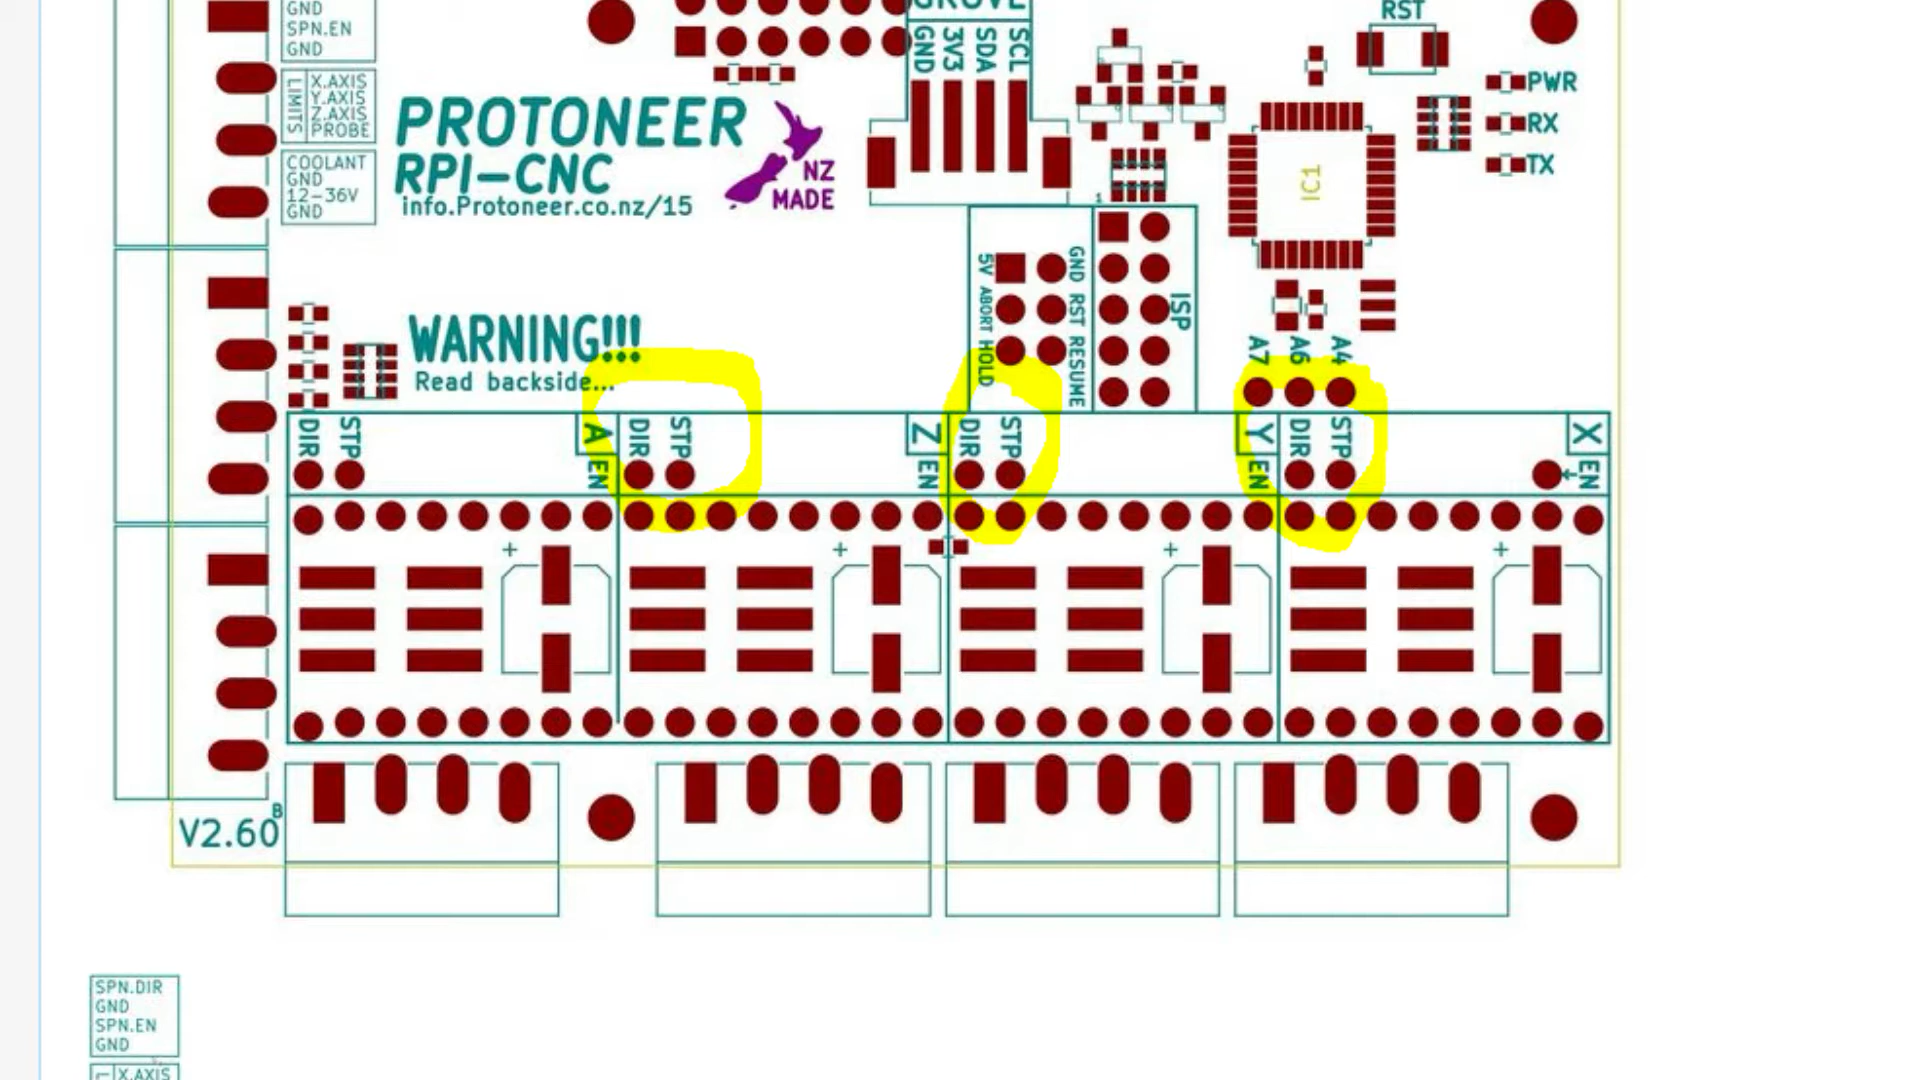 GND
SPN.EN
GND
LIMITS
X.AXIS
Y.AXIS
Z.AXIS
PROBE
COOLANT
GND
12-36V
GND
PROTONEER
RPI-CNC
info.Protoneer.co.nz/15
NZ
MADE
GROVE
GND
3V3
SDA
SCL
RST
PWR
RX
TX
IC1
1
5V ABORT HOLD
GND RST RESUME
ISP
A7
A6
A4
WARNING!!!
Read backside...
DIR
STP
A
EN
DIR
STP
Z
EN
DIR
STP
Y
EN
DIR
STP
X
←EN
+
+
+
+
V2.60
B
SPN.DIR
GND
SPN.EN
GND
X.AXIS